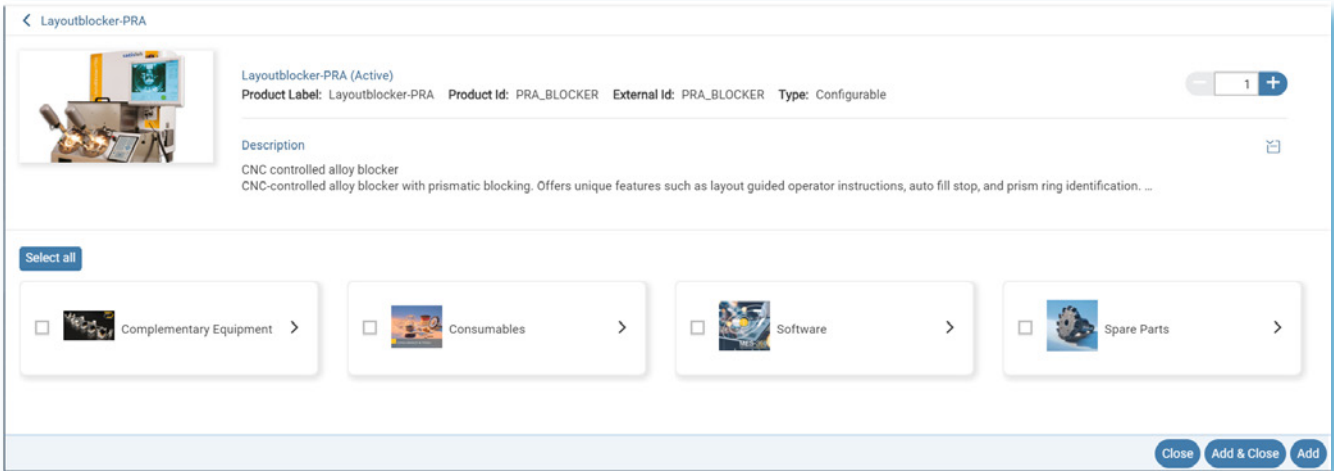 Layoutblocker-PRA
Layoutblocker-PRA (Active)
Product Label: Layoutblocker-PRA Product Id: PRA_BLOCKER External Id: PRA_BLOCKER Type: Configurable
1
Description
CNC controlled alloy blocker
CNC-controlled alloy blocker with prismatic blocking. Offers unique features such as layout guided operator instructions, auto fill stop, and prism ring identification. ...
Select all
Complementary Equipment
Consumables
Software
Spare Parts
Close Add & Close Add